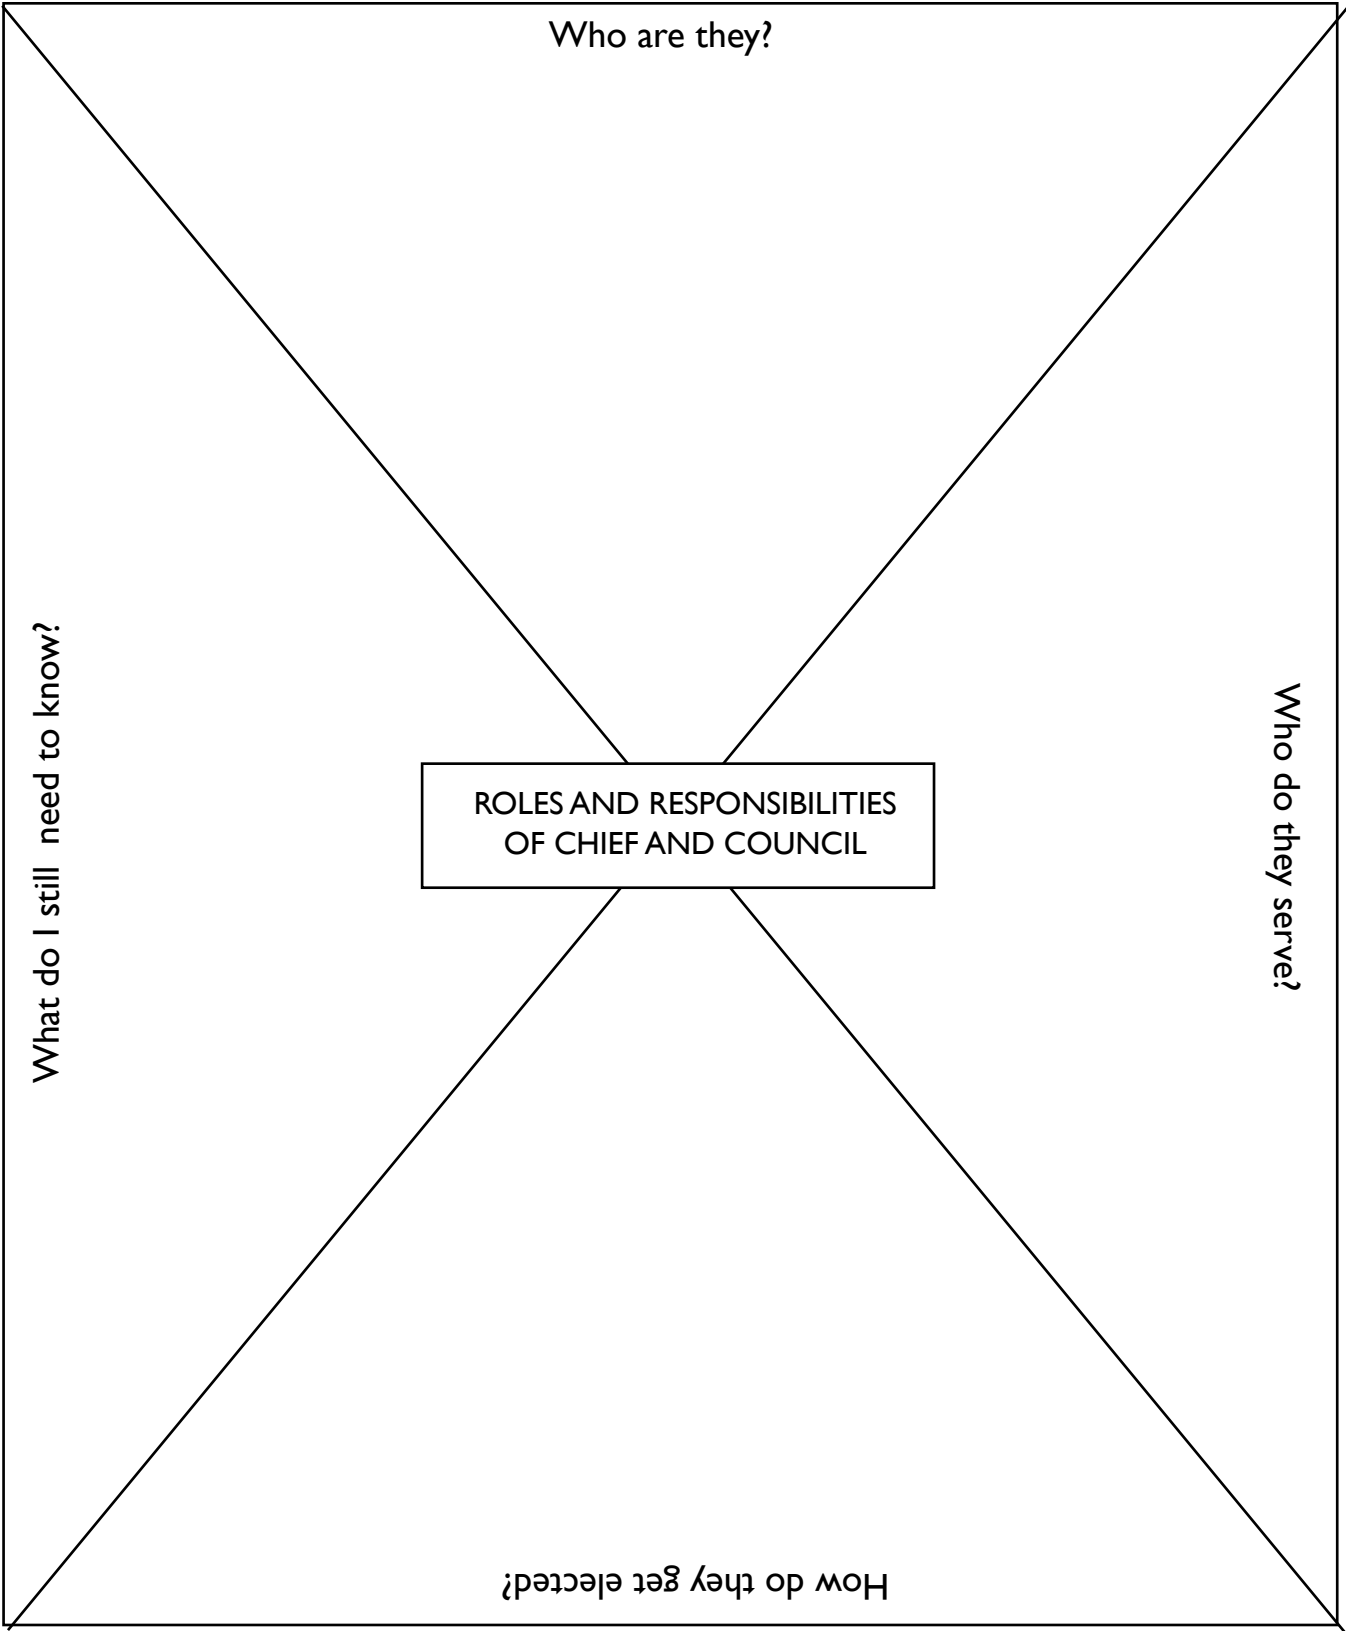 Who are they?
What do I still need to know?
Who do they serve?
ROLES AND RESPONSIBILITIES
OF CHIEF AND COUNCIL
How do they get elected?